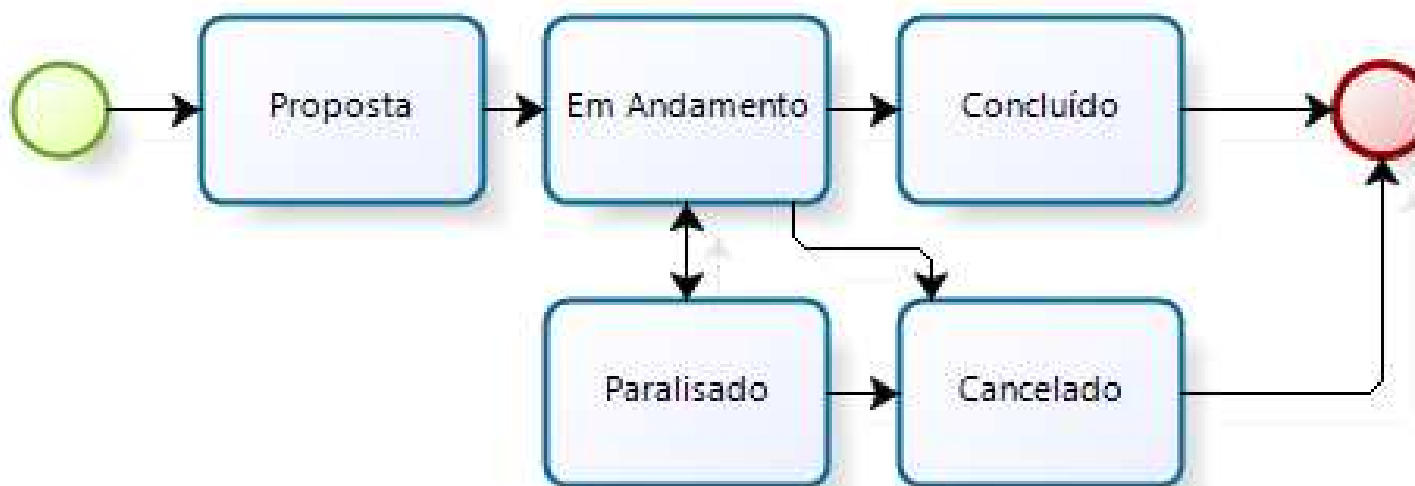 Proposta
Em Andamento
Concluído
Paralisado
Cancelado